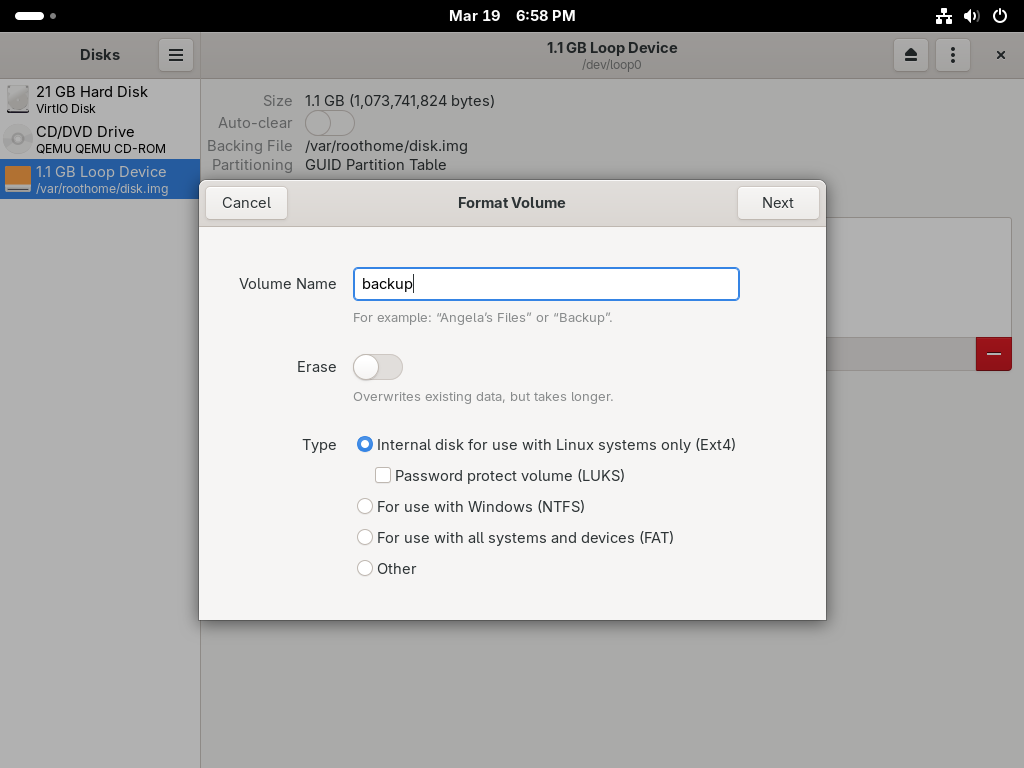 Mar 19 6:58 PM
Disks
1.1 GB Loop Device
/dev/loop0
21 GB Hard Disk
VirtIO Disk
CD/DVD Drive
QEMU QEMU CD-ROM
1.1 GB Loop Device
/var/roothome/disk.img
Size 1.1 GB (1,073,741,824 bytes)
Auto-clear
Backing File /var/roothome/disk.img
Partitioning GUID Partition Table
Cancel Format Volume Next
Volume Name backup
For example: “Angela’s Files” or “Backup”.
Erase
Overwrites existing data, but takes longer.
Type Internal disk for use with Linux systems only (Ext4)
Password protect volume (LUKS)
For use with Windows (NTFS)
For use with all systems and devices (FAT)
Other